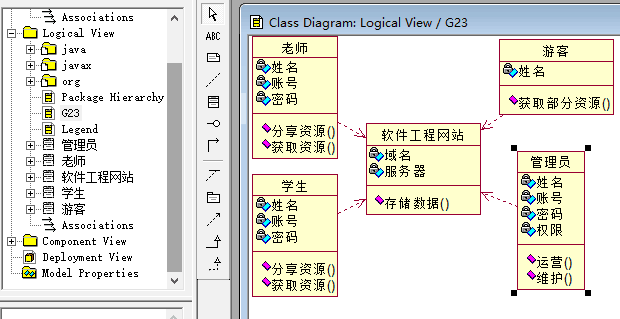 Associations
Logical View
java
javax
org
Package Hierarchy
G23
Legend
管理员
老师
软件工程网站
学生
游客
Associations
Component View
Deployment View
Model Properties
ABC
Class Diagram: Logical View / G23
老师
姓名
账号
密码
分享资源()
获取资源()
游客
姓名
获取部分资源()
软件工程网站
域名
服务器
存储数据()
学生
姓名
账号
密码
分享资源()
获取资源()
管理员
姓名
账号
密码
权限
运营()
维护()